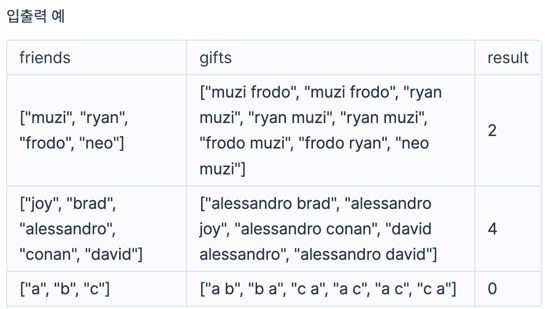 입출력 예
friends
gifts
result
["muzi", "ryan",
"frodo", "neo"]
["muzi frodo", "muzi frodo", "ryan
muzi", "ryan muzi", "ryan muzi",
"frodo muzi", "frodo ryan", "neo
muzi"]
2
["joy", "brad",
"alessandro",
"conan", "david"]
["alessandro brad", "alessandro
joy", "alessandro conan", "david
alessandro", "alessandro david"]
4
["a", "b", "c"]
["a b", "b a", "c a", "a c", "a c", "c a"]
0